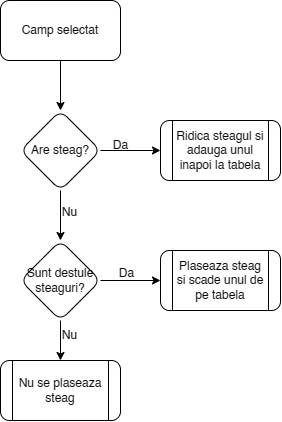 Camp selectat
Are steag?
Da
Ridica steagul si
adauga unul
inapoi la tabela
Nu
Sunt destule
steaguri?
Da
Plaseaza steag
si scade unul de
pe tabela
Nu
Nu se plaseaza
steag